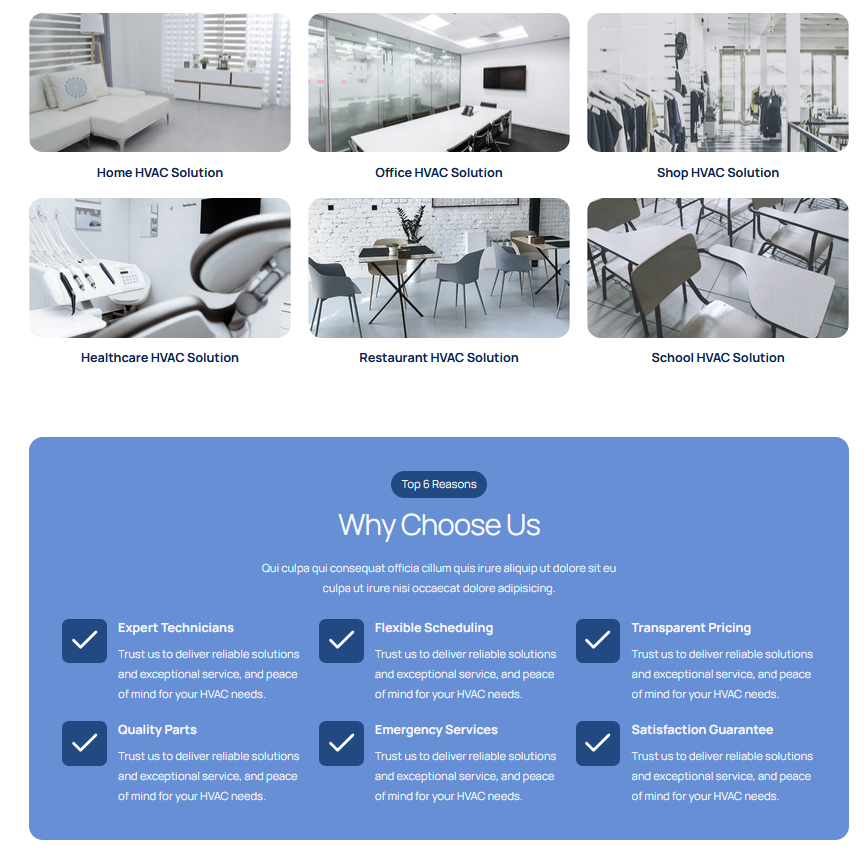 Home HVAC Solution
Office HVAC Solution
Shop HVAC Solution
Healthcare HVAC Solution
Restaurant HVAC Solution
School HVAC Solution
Top 6 Reasons
Why Choose Us
Qui culpa qui consequat officia cillum quis irure aliquip ut dolore sit eu
culpa ut irure nisi occaecat dolore adipisicing.
Expert Technicians
Trust us to deliver reliable solutions
and exceptional service, and peace
of mind for your HVAC needs.
Flexible Scheduling
Trust us to deliver reliable solutions
and exceptional service, and peace
of mind for your HVAC needs.
Transparent Pricing
Trust us to deliver reliable solutions
and exceptional service, and peace
of mind for your HVAC needs.
Quality Parts
Trust us to deliver reliable solutions
and exceptional service, and peace
of mind for your HVAC needs.
Emergency Services
Trust us to deliver reliable solutions
and exceptional service, and peace
of mind for your HVAC needs.
Satisfaction Guarantee
Trust us to deliver reliable solutions
and exceptional service, and peace
of mind for your HVAC needs.